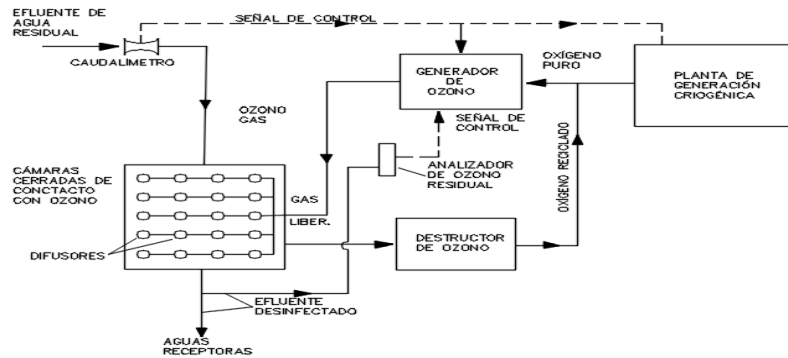 EFLUENTE DE
AGUA
RESIDUAL
SEÑAL DE CONTROL
CAUDALÍMETRO
OZONO
GAS
GENERADOR
DE
OZONO
OXÍGENO
PURO
PLANTA DE
GENERACIÓN
CRIOGÉNICA
SEÑAL DE
CONTROL
CÁMARAS
CERRADAS DE
CONCTACTO
CON OZONO
GAS
LIBER.
ANALIZADOR
DE OZONO
RESIDUAL
OXÍGENO RECICLADO
DIFUSORES
DESTRUCTOR
DE OZONO
EFLUENTE
DESINFECTADO
AGUAS
RECEPTORAS